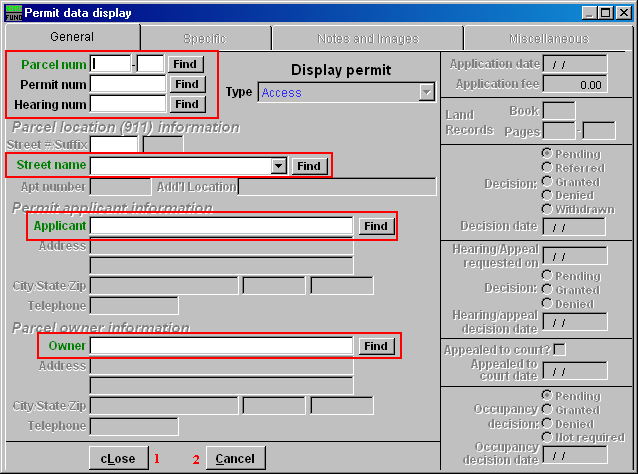 FUND
Permit data display
General
Specific
Notes and Images
Miscellaneous
Parcel num - Find
Permit num Find
Hearing num Find
Display permit
Type Access
Parcel location (911) information
Street #/Suffix
Street name Find
Apt number Add'l Location
Permit applicant information
Applicant Find
Address
City/State/Zip
Telephone
Parcel owner information
Owner Find
Address
City/State/Zip
Telephone
cLose 1 2 Cancel
Application date / /
Application fee 0.00
Land Records
Book
Pages -
Decision:
Pending
Referred
Granted
Denied
Withdrawn
Decision date / /
Hearing/Appeal
requested on / /
Decision:
Pending
Granted
Denied
Hearing/appeal
decision date / /
Appealed to court?
Appealed to
court date / /
Occupancy
decision:
Pending
Granted
Denied
Not required
Occupancy
decision date / /